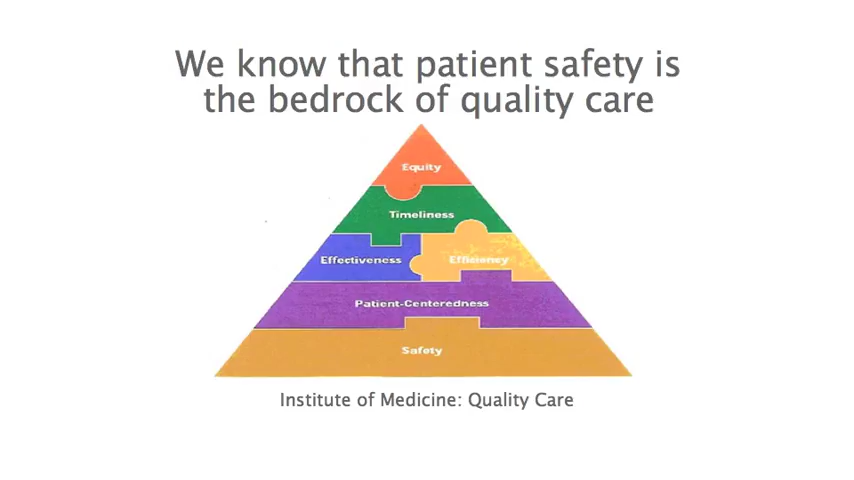 We know that patient safety is
the bedrock of quality care
Equity
Timeliness
Effectiveness
Efficiency
Patient-Centeredness
Safety
Institute of Medicine: Quality Care